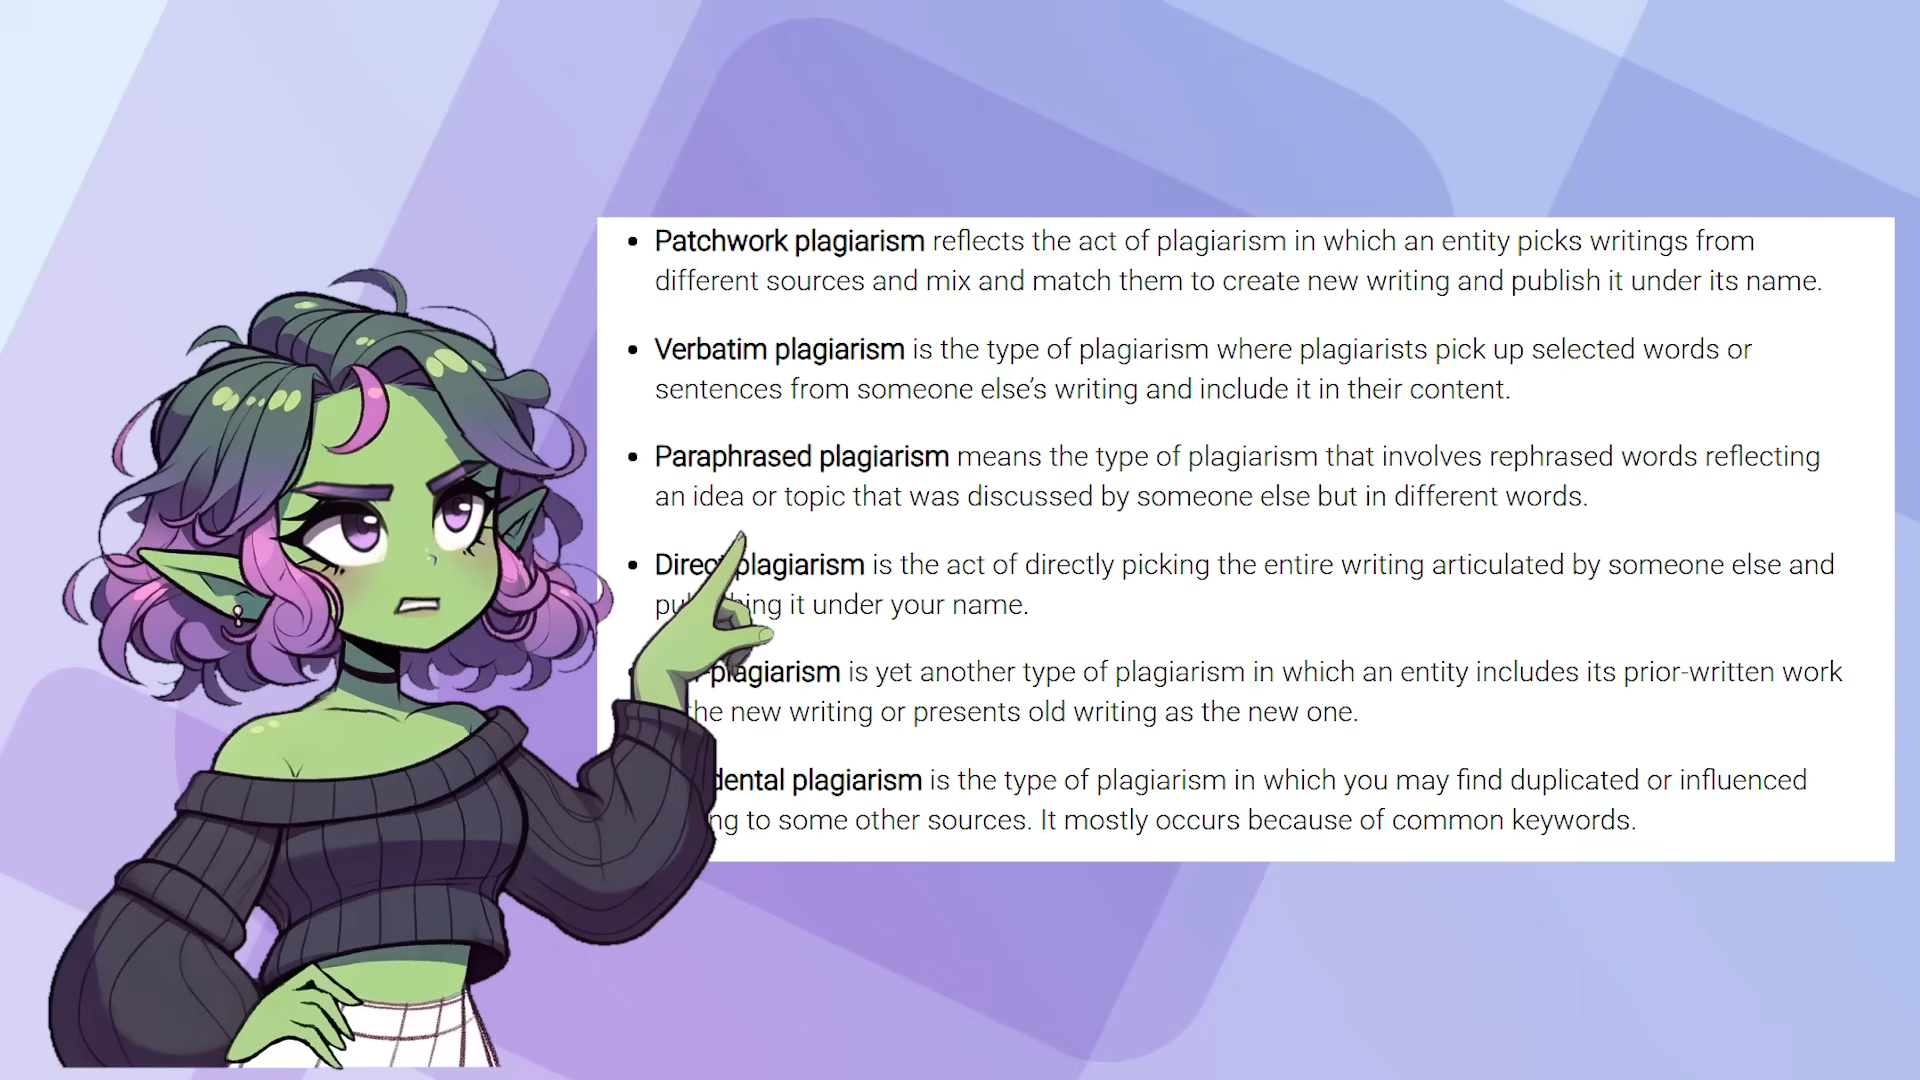 Patchwork plagiarism reflects the act of plagiarism in which an entity picks writings from
different sources and mix and match them to create new writing and publish it under its name.
Verbatim plagiarism is the type of plagiarism where plagiarists pick up selected words or
sentences from someone else's writing and include it in their content.
Paraphrased plagiarism means the type of plagiarism that involves rephrased words reflecting
an idea or topic that was discussed by someone else but in different words.
Direct plagiarism is the act of directly picking the entire writing articulated by someone else and
it under your name.
plagiarism is yet another type of plagiarism in which an entity includes its prior-written work
the new writing or presents old writing as the new one.
plagiarism is the type of plagiarism in which you may find duplicated or influenced
to some other sources. It mostly occurs because of common keywords.